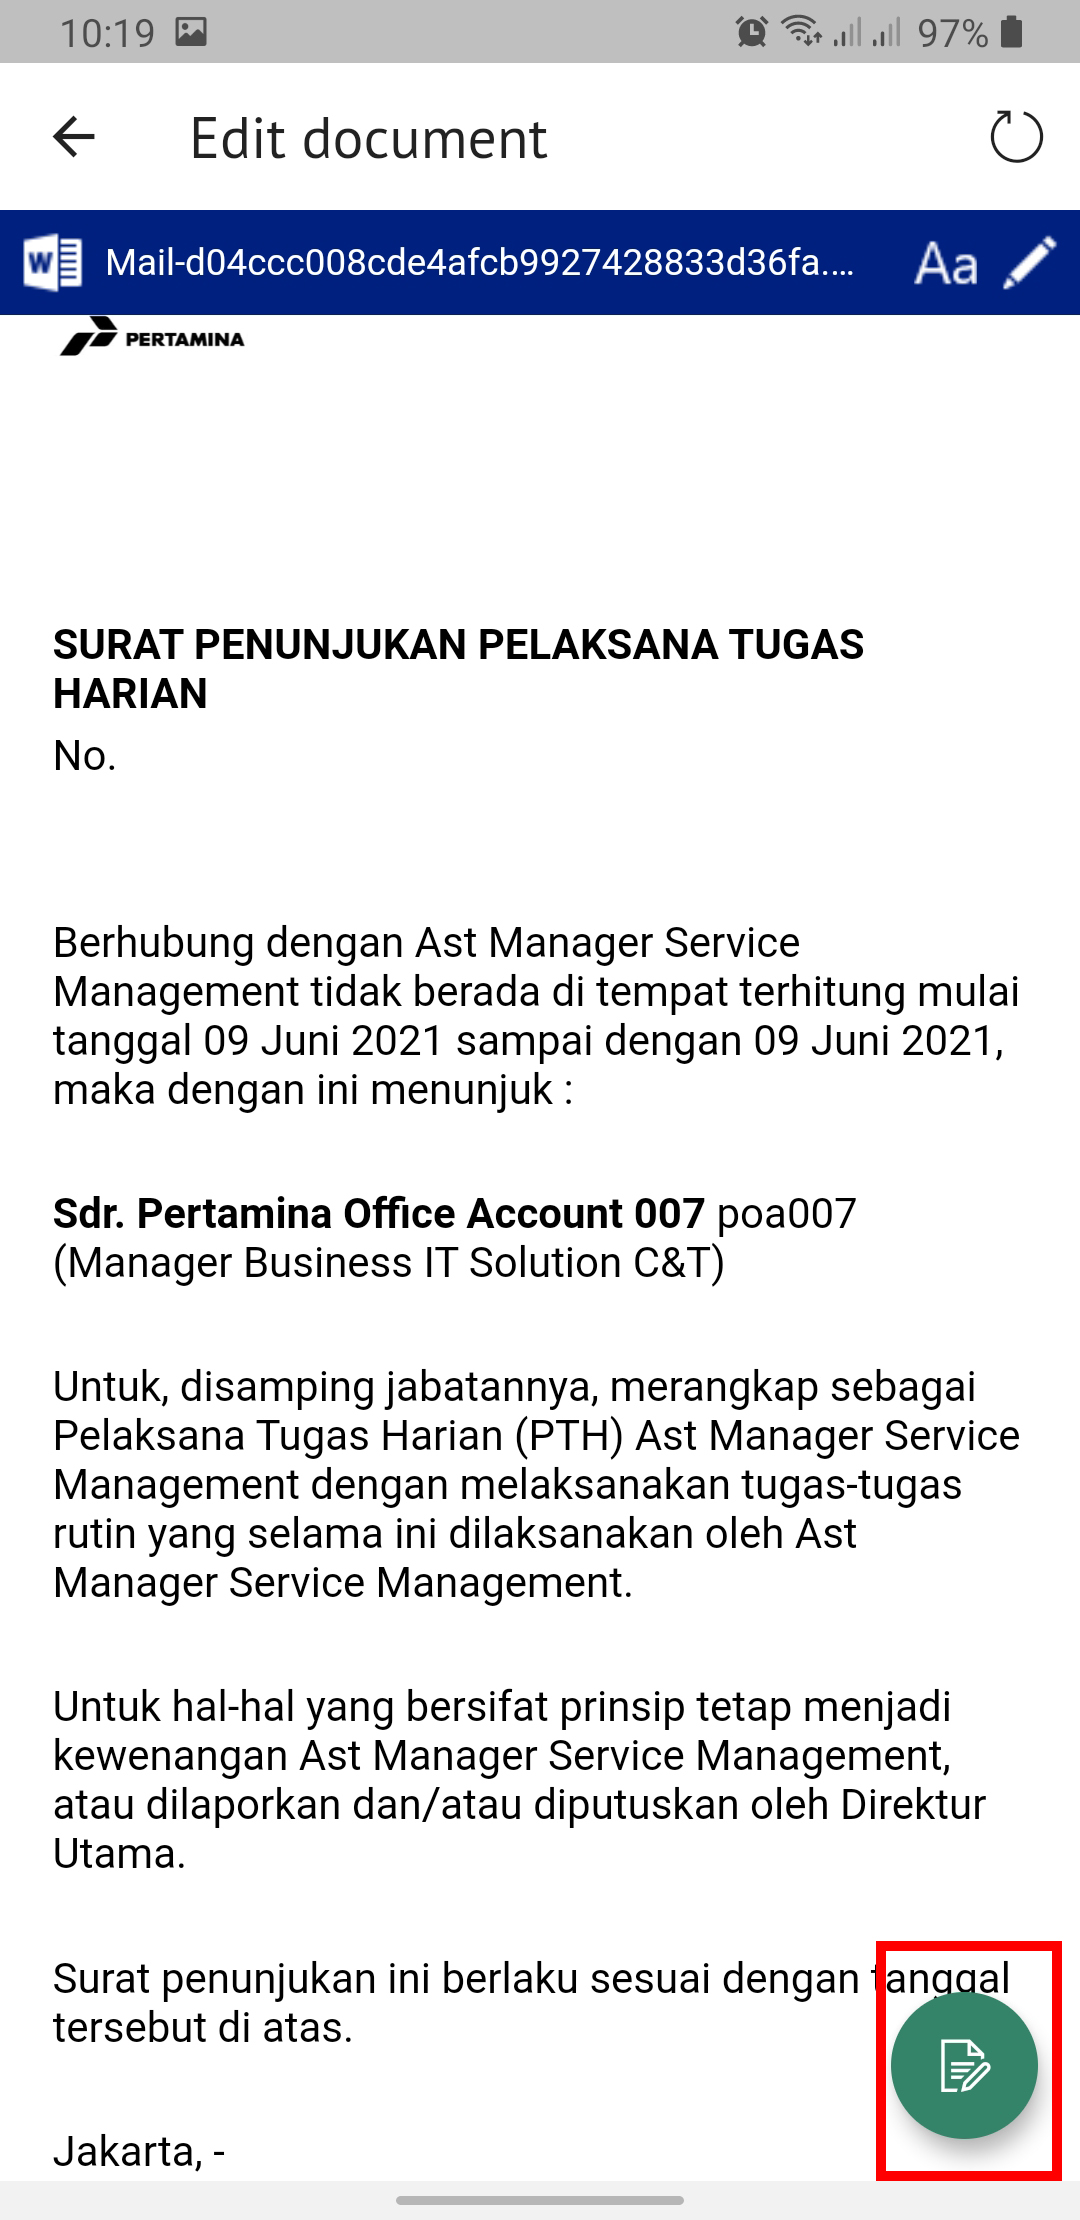 10:19 97%
Edit document
W Mail-d04ccc008cde4afcb9927428833d36fa.... Aa
PERTAMINA
SURAT PENUNJUKAN PELAKSANA TUGAS
HARIAN
No.
Berhubung dengan Ast Manager Service
Management tidak berada di tempat terhitung mulai
tanggal 09 Juni 2021 sampai dengan 09 Juni 2021,
maka dengan ini menunjuk :
Sdr. Pertamina Office Account 007 poa007
(Manager Business IT Solution C&T)
Untuk, disamping jabatannya, merangkap sebagai
Pelaksana Tugas Harian (PTH) Ast Manager Service
Management dengan melaksanakan tugas-tugas
rutin yang selama ini dilaksanakan oleh Ast
Manager Service Management.
Untuk hal-hal yang bersifat prinsip tetap menjadi
kewenangan Ast Manager Service Management,
atau dilaporkan dan/atau diputuskan oleh Direktur
Utama.
Surat penunjukan ini berlaku sesuai dengan tanggal
tersebut di atas.
Jakarta, -